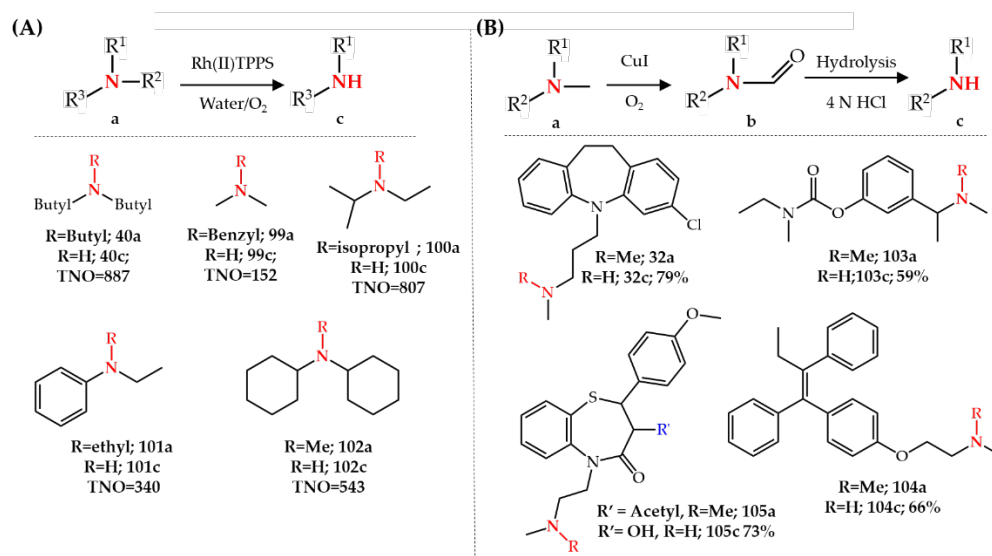 (A)
R¹
N
R²
R³
a
Rh(II)TPPS
Water/O₂
R¹
NH
R³
c
R
N
Butyl
Butyl
R=Butyl; 40a
R=H; 40c;
TNO=887
R
N
R=Benzyl; 99a
R=H; 99c;
TNO=152
R
N
R=isopropyl ; 100a
R=H; 100c
TNO=807
R
N
R=ethyl; 101a
R=H; 101c
TNO=340
R
N
R=Me; 102a
R=H; 102c
TNO=543
(B)
R¹
N
R²
a
CuI
O₂
R¹
N
O
R²
b
Hydrolysis
4 N HCl
R¹
NH
R²
c
N
Cl
R
N
R=Me; 32a
R=H; 32c; 79%
O
N
O
R
N
R=Me; 103a
R=H;103c; 59%
O
S
R'
N
O
N
R
R' = Acetyl, R=Me; 105a
R'= OH, R=H; 105c 73%
R
N
O
R=Me; 104a
R=H; 104c; 66%